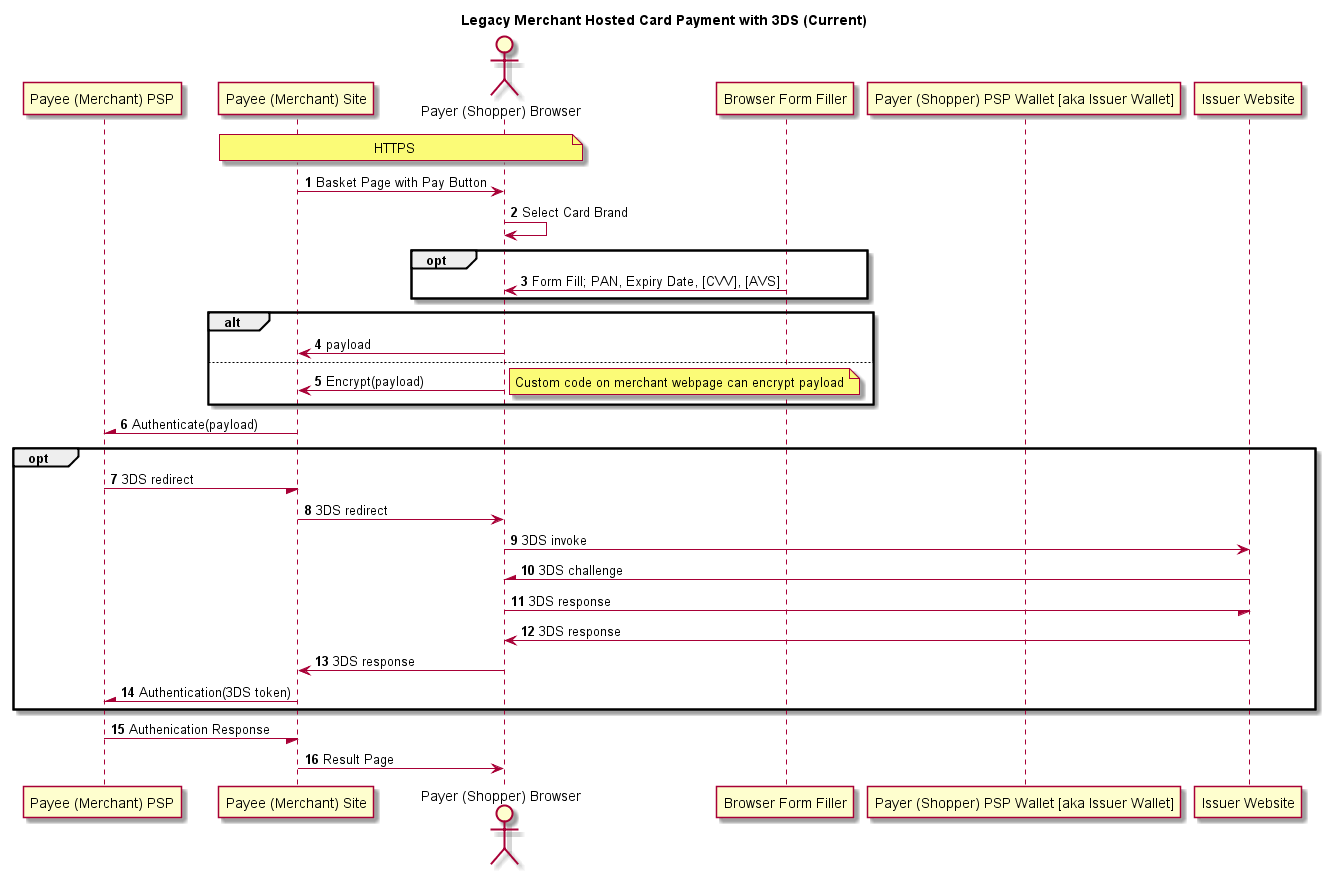 Legacy Merchant Hosted Card Payment with 3DS (Current)
Payee (Merchant) PSP
Payee (Merchant) Site
Payer (Shopper) Browser
Browser Form Filler
Payer (Shopper) PSP Wallet [aka Issuer Wallet]
Issuer Website
HTTPS
1 Basket Page with Pay Button
2 Select Card Brand
opt
3 Form Fill; PAN, Expiry Date, [CVV], [AVS]
alt
4 payload
5 Encrypt(payload)
Custom code on merchant webpage can encrypt payload
6 Authenticate(payload)
opt
7 3DS redirect
8 3DS redirect
9 3DS invoke
10 3DS challenge
11 3DS response
12 3DS response
13 3DS response
14 Authentication(3DS token)
15 Authenication Response
16 Result Page
Payee (Merchant) PSP
Payee (Merchant) Site
Payer (Shopper) Browser
Browser Form Filler
Payer (Shopper) PSP Wallet [aka Issuer Wallet]
Issuer Website